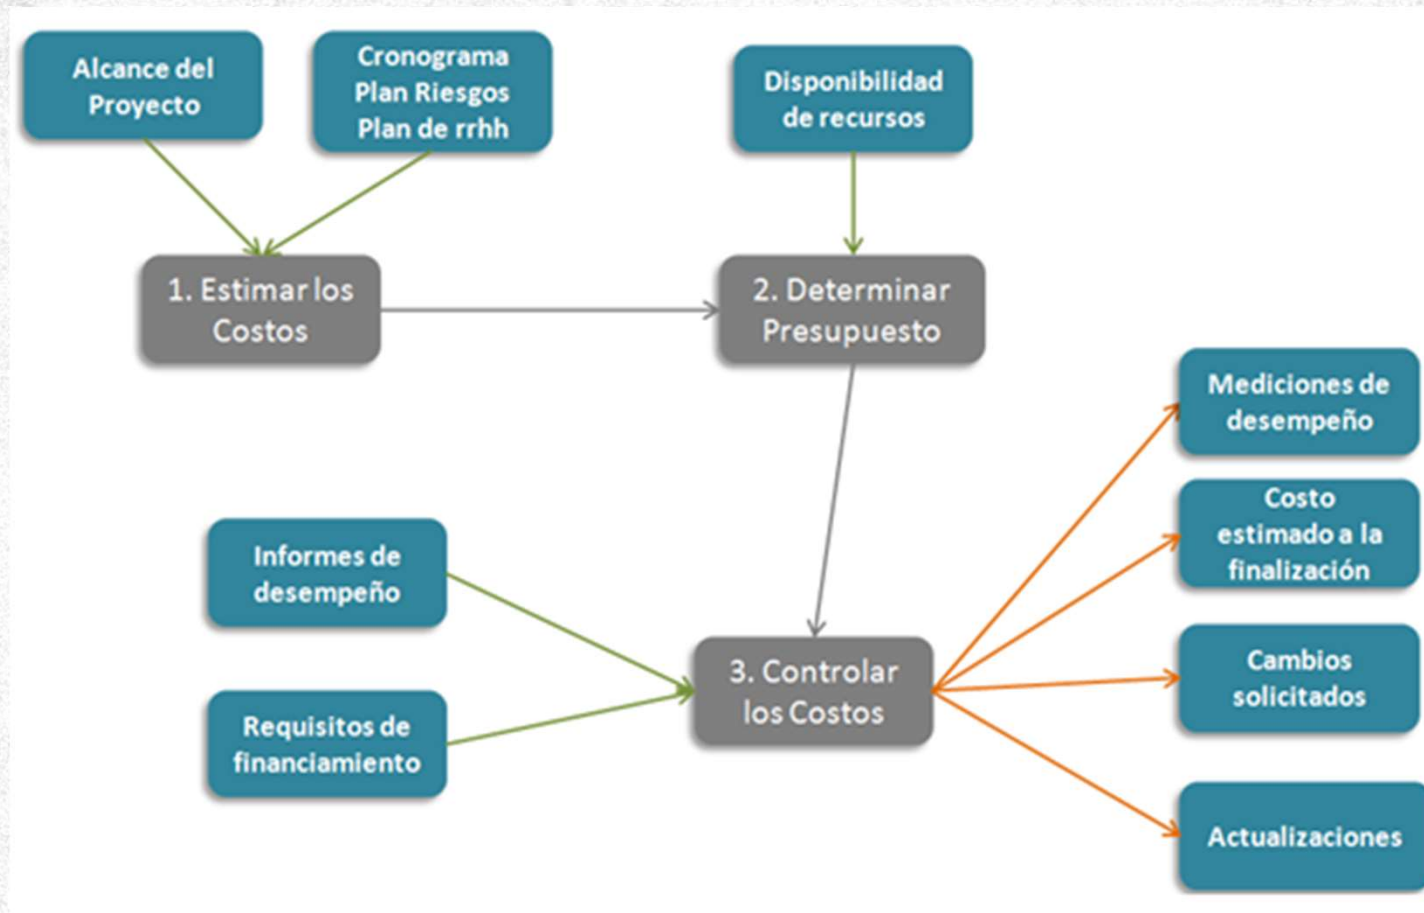 Alcance del
Proyecto
Cronograma
Plan Riesgos
Plan de rrhh
Disponibilidad
de recursos
1. Estimar los
Costos
2. Determinar
Presupuesto
Mediciones de
desempeño
Costo
estimado a la
finalización
Informes de
desempeño
Requisitos de
financiamiento
3. Controlar
los Costos
Cambios
solicitados
Actualizaciones